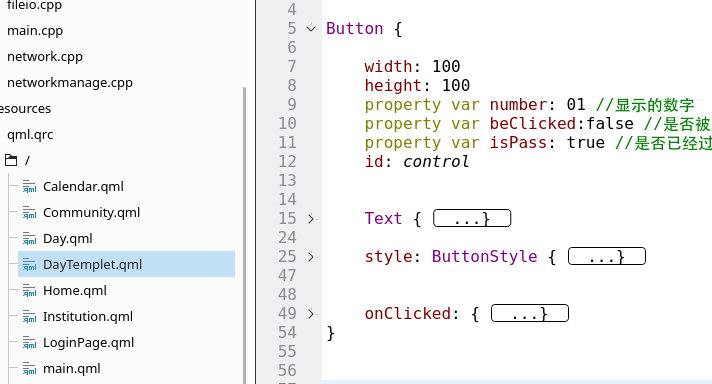 fileio.cpp
main.cpp
network.cpp
networkmanage.cpp
esources
qml.qrc
/
Calendar.qml
Community.qml
Day.qml
DayTemplet.qml
Home.qml
Institution.qml
LoginPage.qml
main.qml
4
5 Button {
6
7 width: 100
8 height: 100
9 property var number: 01 //显示的数字
10 property var beClicked:false //是否被
11 property var isPass: true //是否已经过
12 id: control
13
14
15 Text { ...}
24
25 style: ButtonStyle { ...}
47
48
49 onClicked: { ...}
54 }
55
56